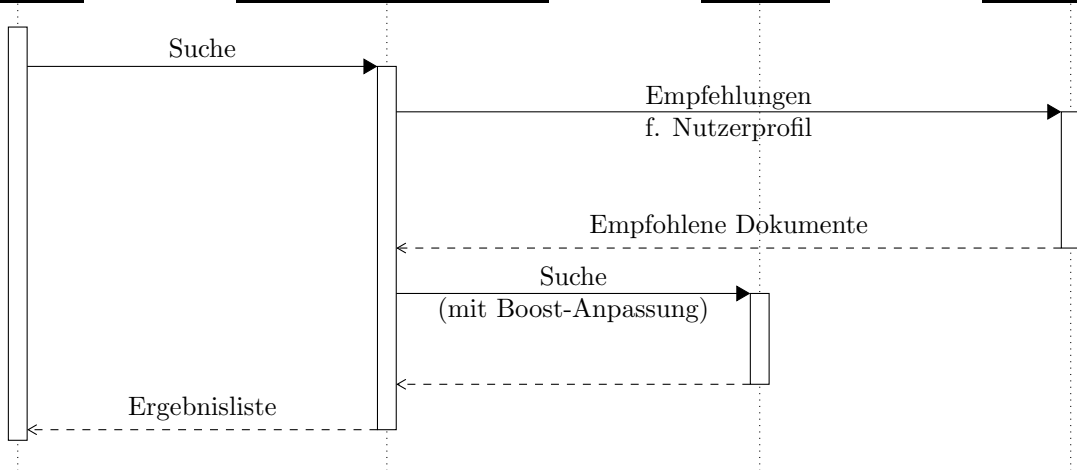 Suche
Empfehlungen
f. Nutzerprofil
Empfohlene Dokumente
Suche
(mit Boost-Anpassung)
Ergebnisliste